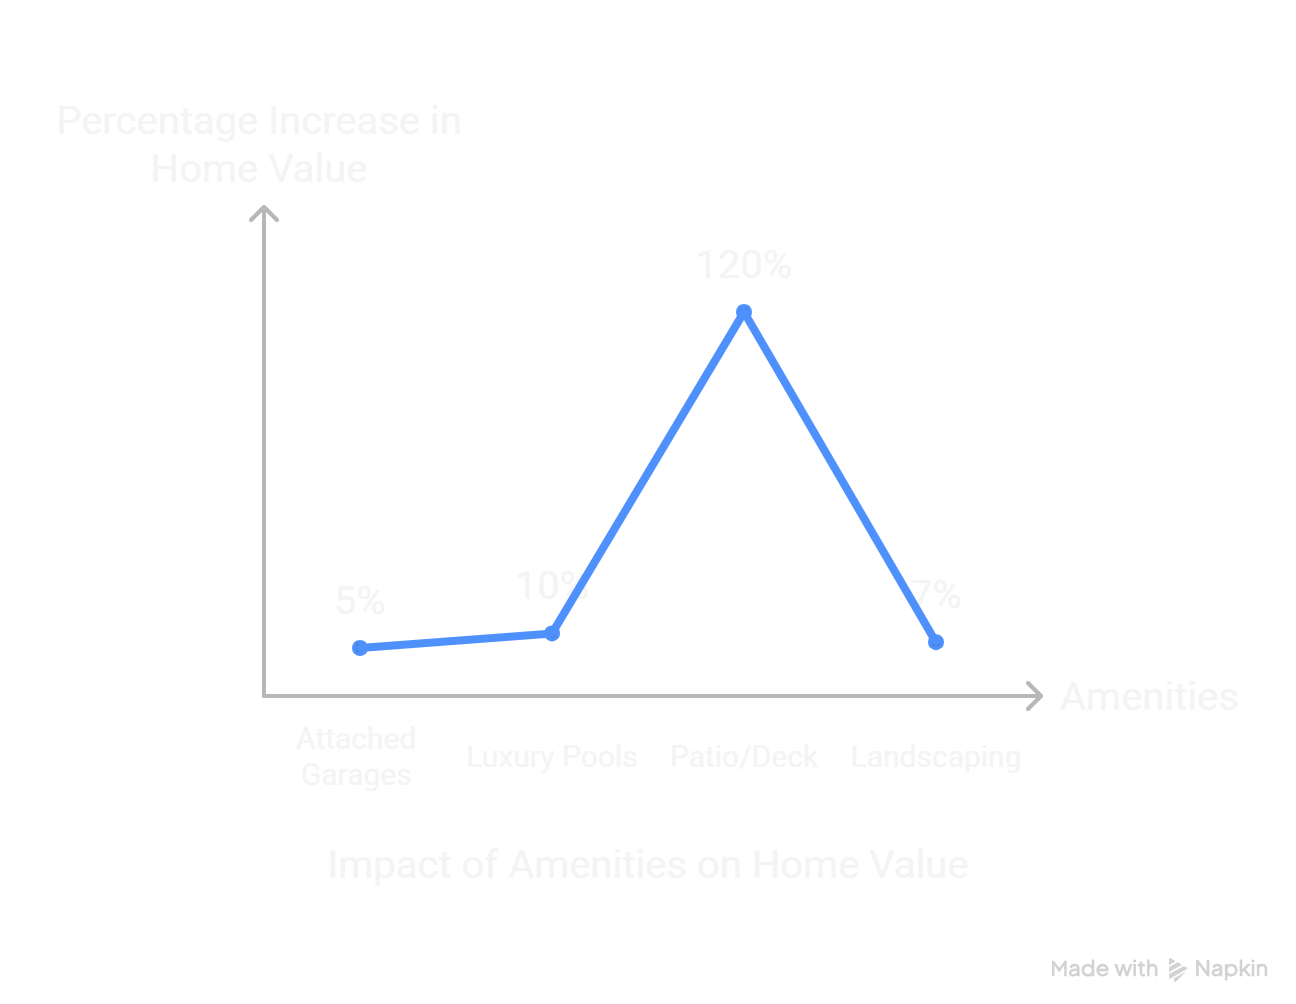 Percentage Increase in
Home Value
120%
10%
5%
7%
Amenities
Attached
Garages
Luxury Pools
Patio/Deck
Landscaping
Impact of Amenities on Home Value
Made with Napkin